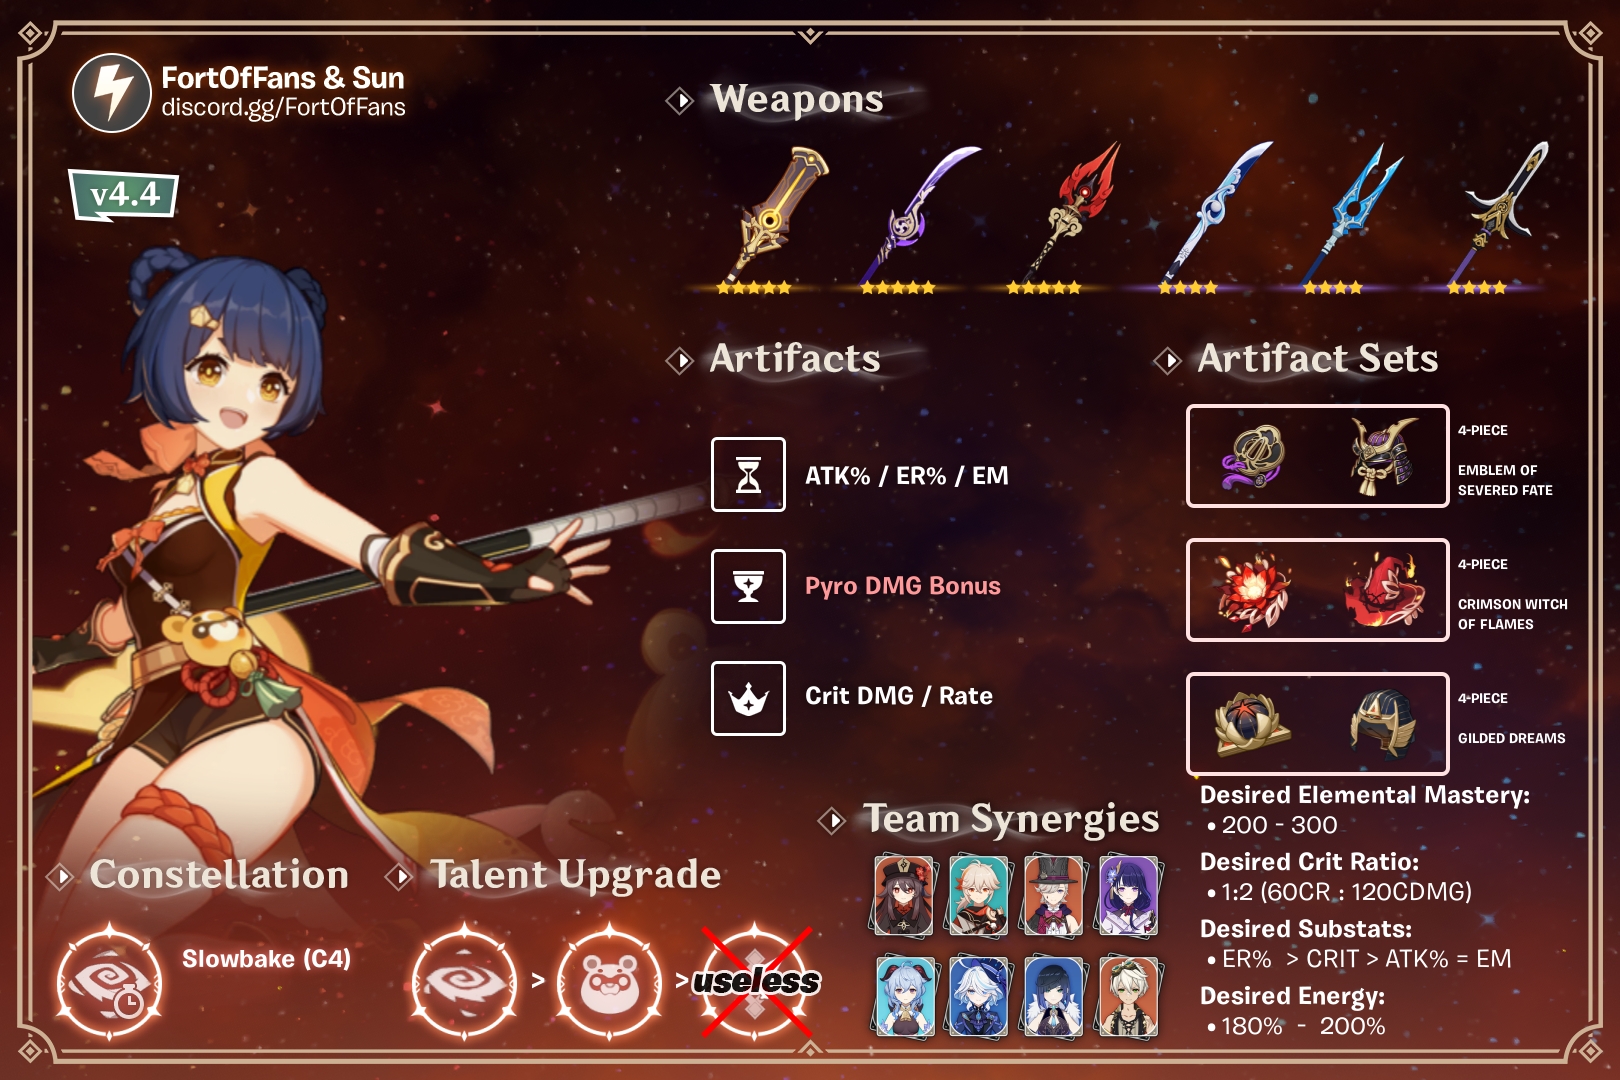 FortOfFans & Sun
discord.gg/FortOfFans
v4.4
Weapons
Artifacts
ATK% / ER% / EM
Pyro DMG Bonus
Crit DMG / Rate
Artifact Sets
4-PIECE
EMBLEM OF
SEVERED FATE
4-PIECE
CRIMSON WITCH
OF FLAMES
4-PIECE
GILDED DREAMS
Constellation
Slowbake (C4)
Talent Upgrade
> > useless
Team Synergies
Desired Elemental Mastery:
• 200 - 300
Desired Crit Ratio:
• 1:2 (60CR : 120CDMG)
Desired Substats:
• ER% > CRIT > ATK% = EM
Desired Energy:
• 180% - 200%